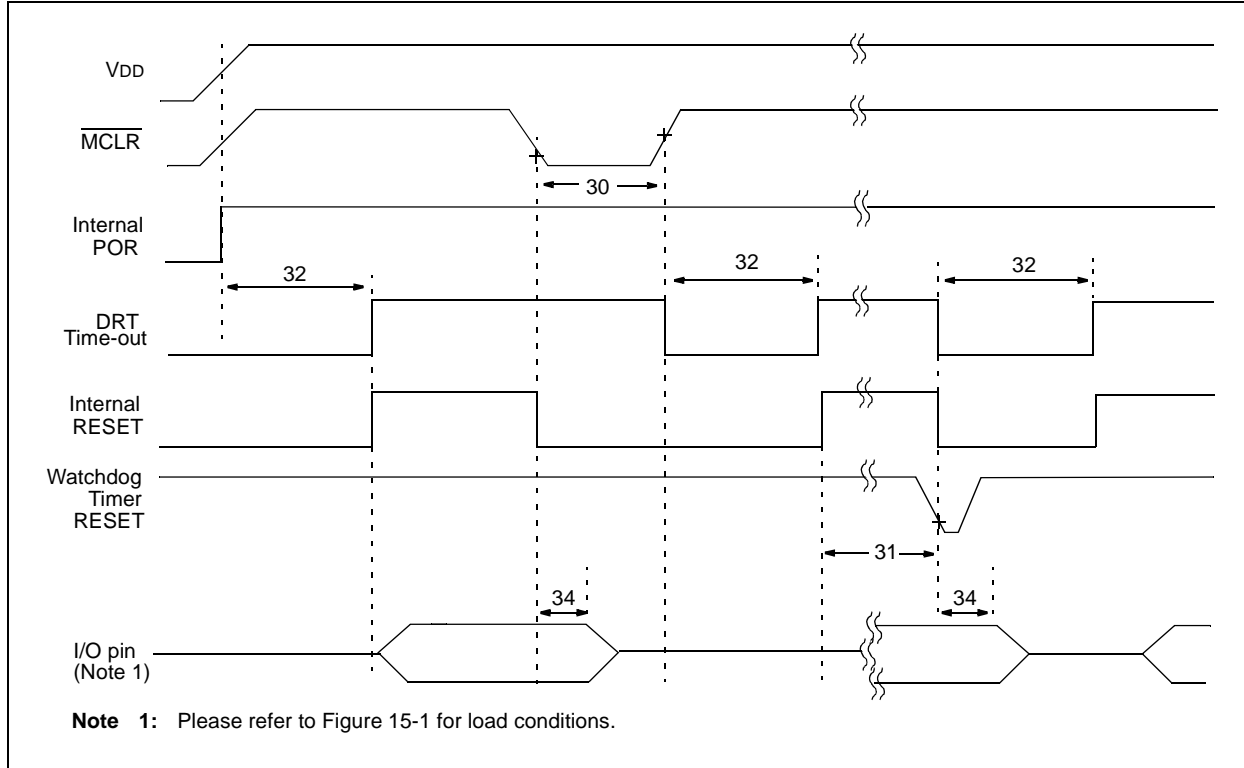 VDD
MCLR
30
Internal
POR
32
32
32
DRT
Time-out
Internal
RESET
Watchdog
Timer
RESET
31
34
34
I/O pin
(Note 1)
Note 1: Please refer to Figure 15-1 for load conditions.